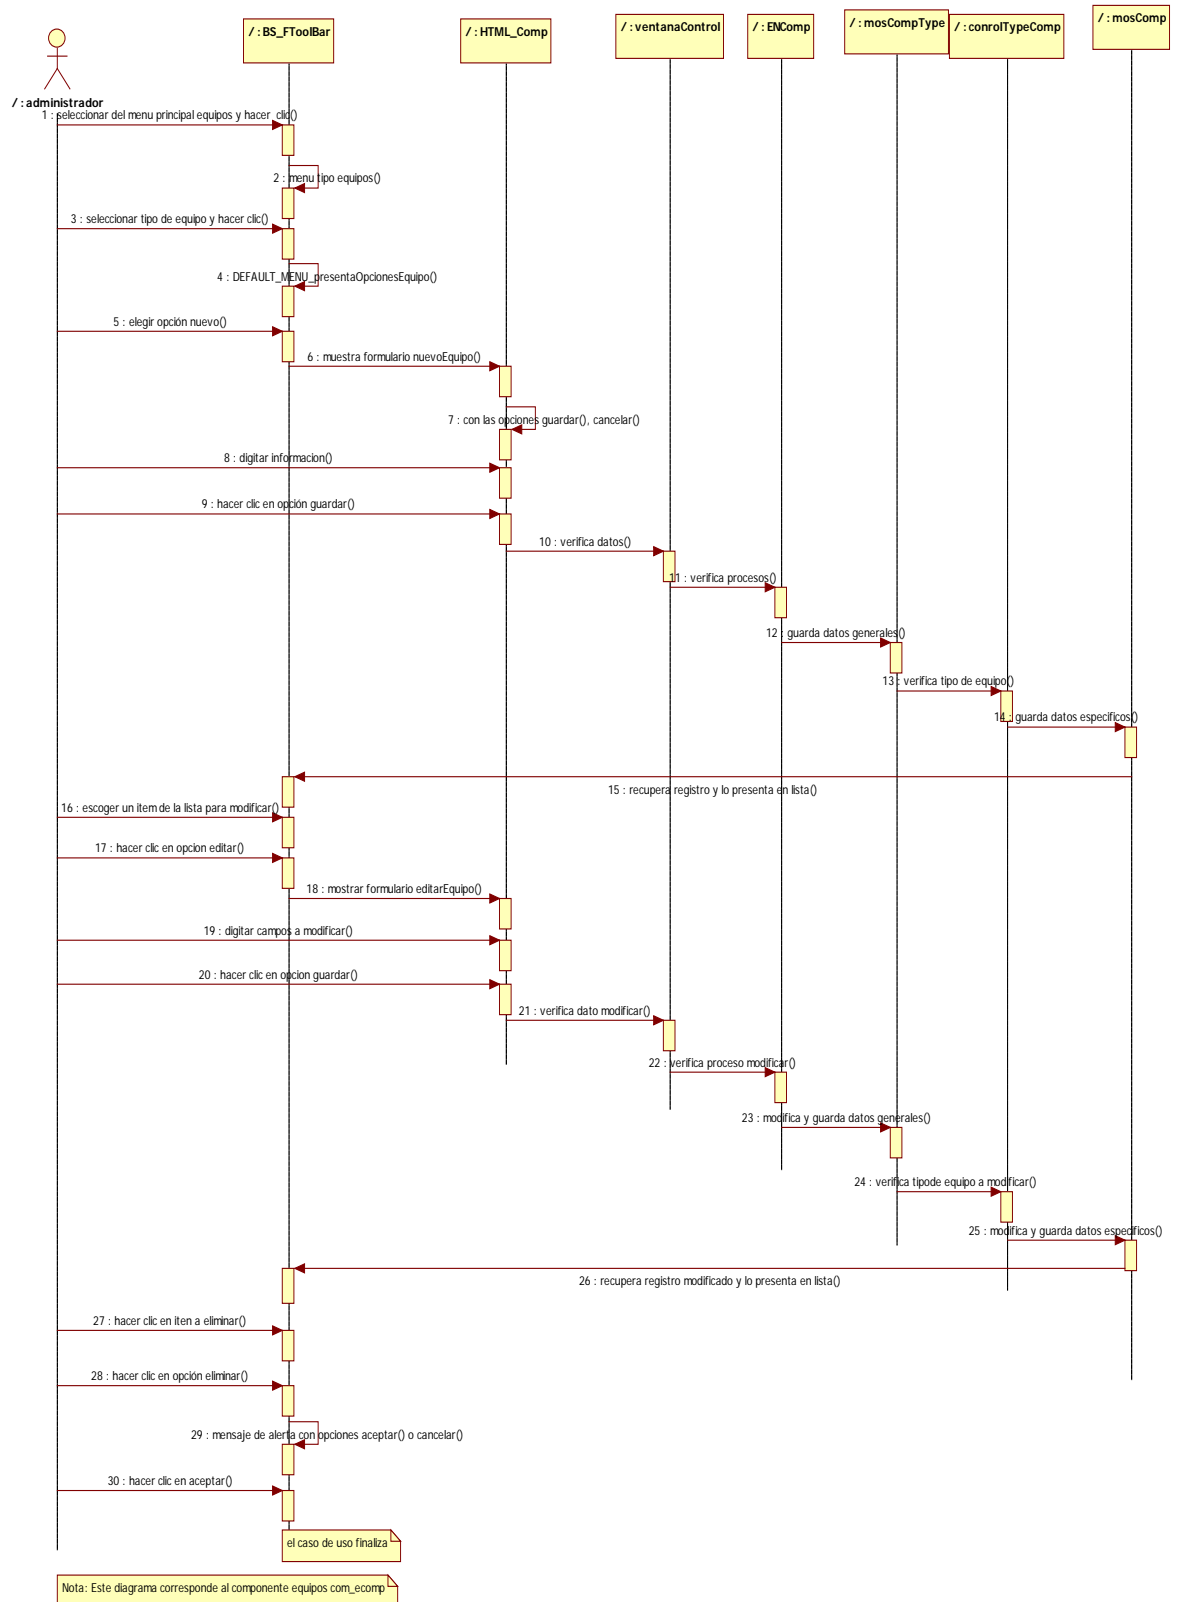 / : administrador
/ : BS_FToolBar
/ : HTML_Comp
/ : ventanaControl
/ : ENComp
/ : mosCompType
/ : conrolTypeComp
/ : mosComp
1 : seleccionar del menu principal equipos y hacer clic()
2 : menu tipo equipos()
3 : seleccionar tipo de equipo y hacer clic()
4 : DEFAULT_MENU_presentaOpcionesEquipo()
5 : elegir opción nuevo()
6 : muestra formulario nuevoEquipo()
7 : con las opciones guardar(), cancelar()
8 : digitar informacion()
9 : hacer clic en opción guardar()
10 : verifica datos()
11 : verifica procesos()
12 : guarda datos generales()
13 : verifica tipo de equipo()
14 : guarda datos especificos()
15 : recupera registro y lo presenta en lista()
16 : escoger un item de la lista para modificar()
17 : hacer clic en opcion editar()
18 : mostrar formulario editarEquipo()
19 : digitar campos a modificar()
20 : hacer clic en opcion guardar()
21 : verifica dato modificar()
22 : verifica proceso modificar()
23 : modifica y guarda datos generales()
24 : verifica tipode equipo a modificar()
25 : modifica y guarda datos especificos()
26 : recupera registro modificado y lo presenta en lista()
27 : hacer clic en iten a eliminar()
28 : hacer clic en opción eliminar()
29 : mensaje de alerta con opciones aceptar() o cancelar()
30 : hacer clic en aceptar()
el caso de uso finaliza
Nota: Este diagrama corresponde al componente equipos com_ecomp